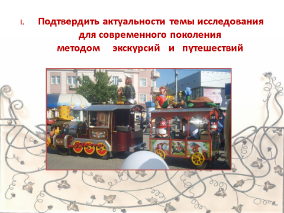 I. Подтвердить актуальности темы исследования
для современного поколения
методом экскурсий и путешествий